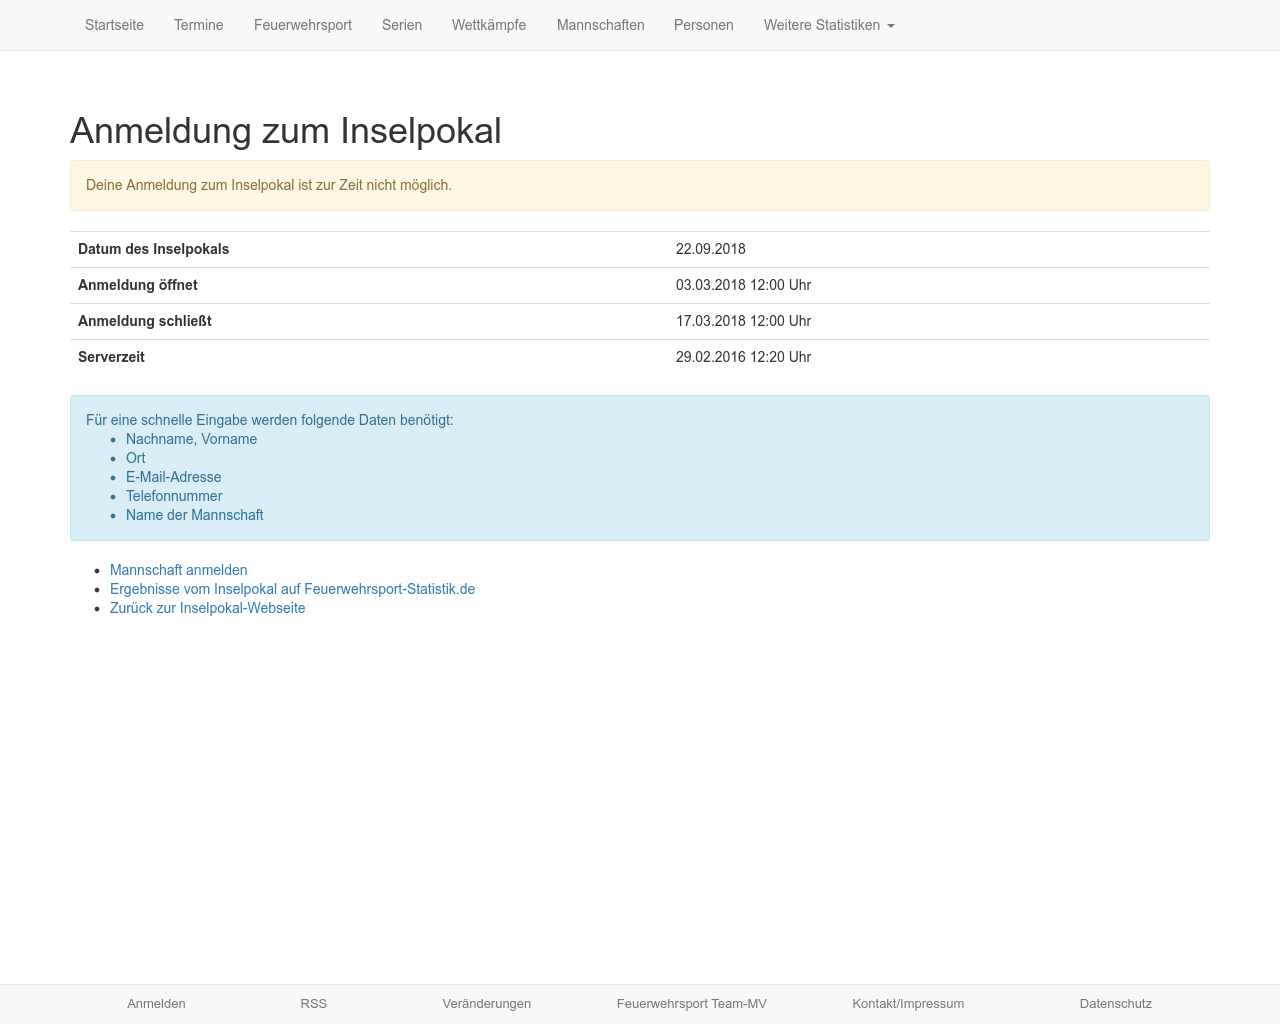 Startseite Termine Feuerwehrsport Serien Wettkämpfe Mannschaften Personen Weitere Statistiken
Anmeldung zum Inselpokal
Deine Anmeldung zum Inselpokal ist zur Zeit nicht möglich.
Datum des Inselpokals 22.09.2018
Anmeldung öffnet 03.03.2018 12:00 Uhr
Anmeldung schließt 17.03.2018 12:00 Uhr
Serverzeit 29.02.2016 12:20 Uhr
Für eine schnelle Eingabe werden folgende Daten benötigt:
• Nachname, Vorname
• Ort
• E-Mail-Adresse
• Telefonnummer
• Name der Mannschaft
• Mannschaft anmelden
• Ergebnisse vom Inselpokal auf Feuerwehrsport-Statistik.de
• Zurück zur Inselpokal-Webseite
Anmelden RSS Veränderungen Feuerwehrsport Team-MV Kontakt/Impressum Datenschutz